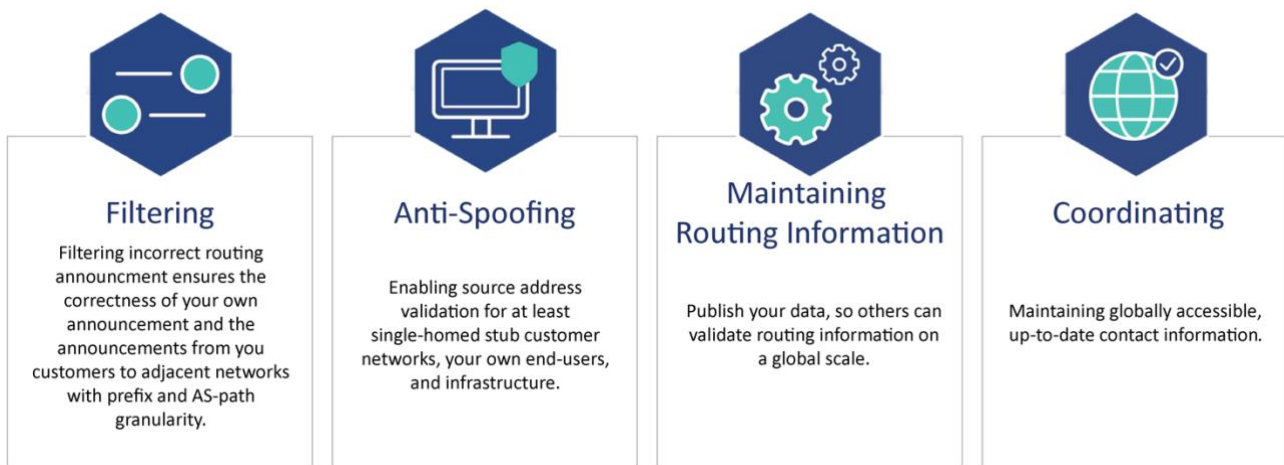 Filtering
Filtering incorrect routing
announcment ensures the
correctness of your own
announcement and the
announcements from you
customers to adjacent networks
with prefix and AS-path
granularity.
Anti-Spoofing
Enabling source address
validation for at least
single-homed stub customer
networks, your own end-users,
and infrastructure.
Maintaining
Routing Information
Publish your data, so others can
validate routing information on
a global scale.
Coordinating
Maintaining globally accessible,
up-to-date contact information.